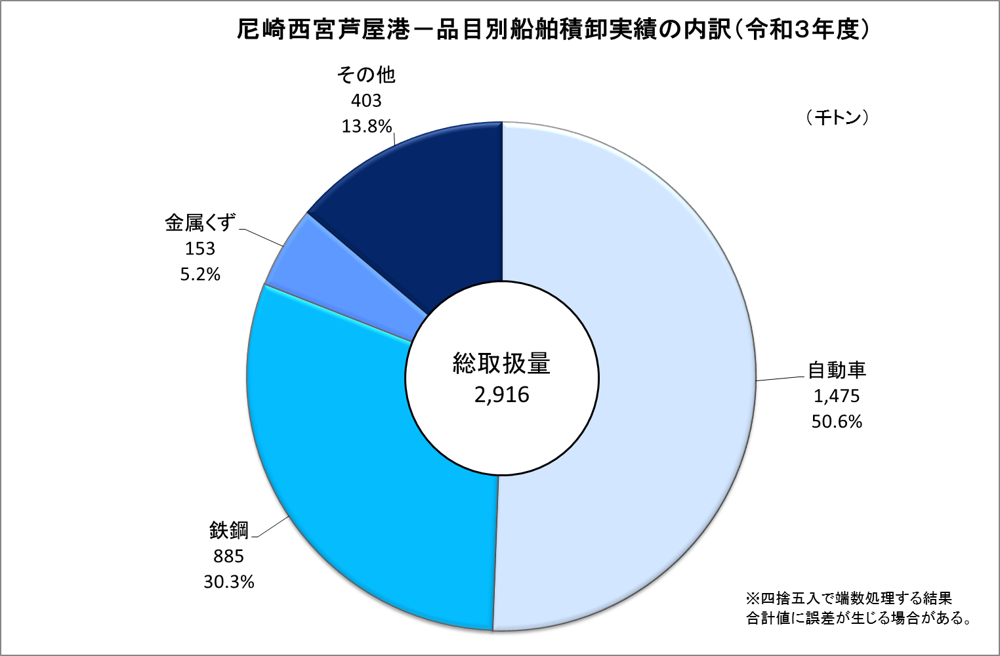 尼崎西宮芦屋港－品目別船舶積卸実績の内訳（令和３年度）
（千トン）
その他
403
13.8%
金属くず
153
5.2%
総取扱量
2,916
自動車
1,475
50.6%
鉄鋼
885
30.3%
※四捨五入で端数処理する結果
合計値に誤差が生じる場合がある。